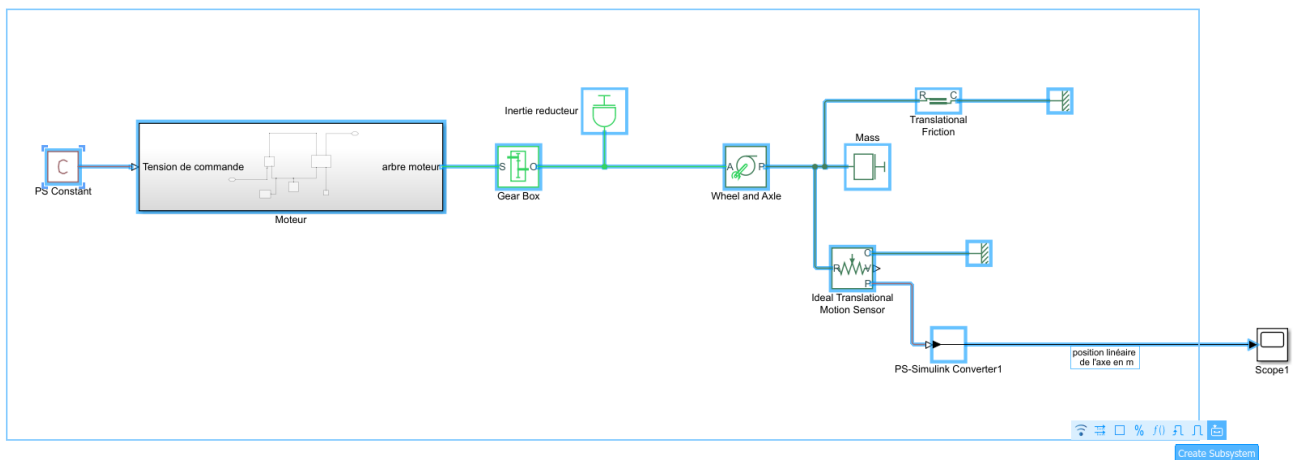 Inertie reducteur
R C
Translational
Friction
Mass
C
PS Constant
Tension de commande
arbre moteur
Moteur
S O
Gear Box
A P
Wheel and Axle
C
R V
P
Ideal Translational
Motion Sensor
PS-Simulink Converter1
position linéaire
de l'axe en m
Scope1
% f()
Create Subsystem